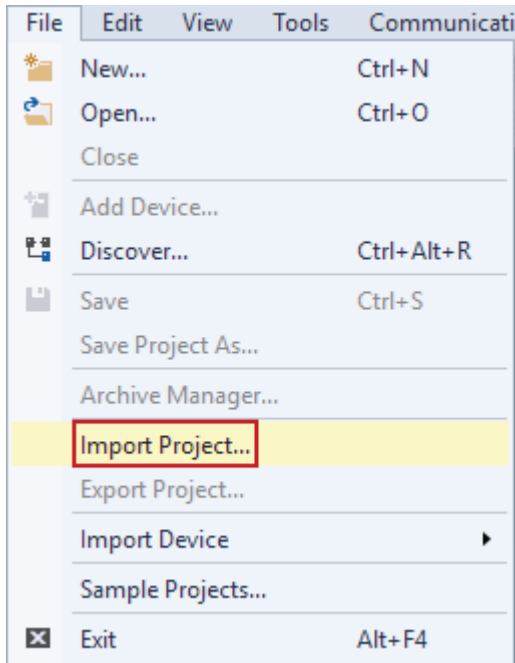 File Edit View Tools Communicati
New... Ctrl+N
Open... Ctrl+O
Close
Add Device...
Discover... Ctrl+Alt+R
Save Ctrl+S
Save Project As...
Archive Manager...
Import Project...
Export Project...
Import Device
Sample Projects...
Exit Alt+F4